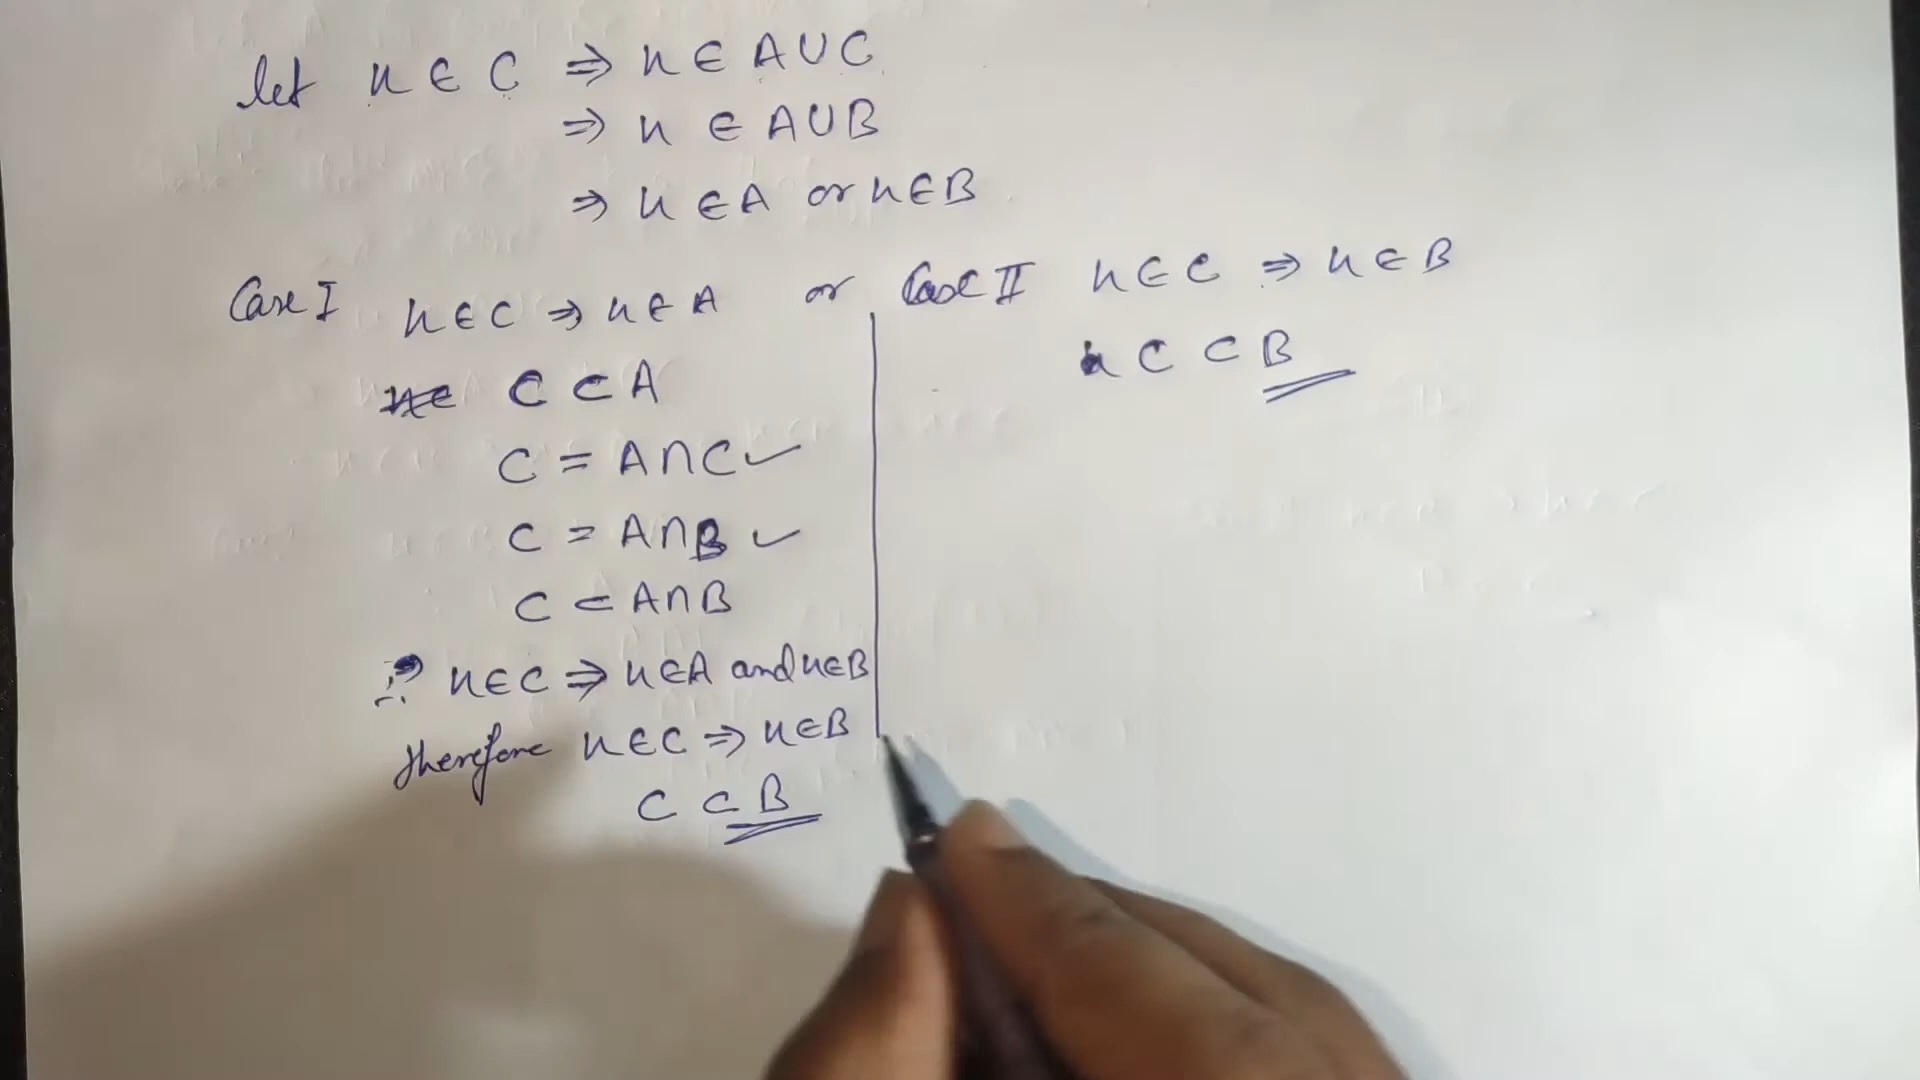 let x ∈ C ⇒ x ∈ A ∪ C
⇒ x ∈ A ∪ B
⇒ x ∈ A or x ∈ B
Case I x ∈ C ⇒ x ∈ A or Case II x ∈ C ⇒ x ∈ B
C ⊂ A
C = A ∩ C ✓
C = A ∩ B ✓
C ⊂ A ∩ B
x ∈ C ⇒ x ∈ A and x ∈ B
therefore x ∈ C ⇒ x ∈ B
C ⊂ B
C ⊂ B